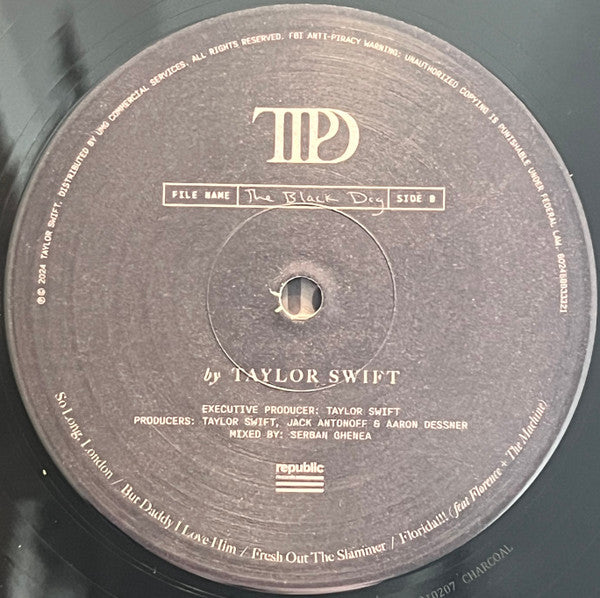 ℗© 2024 TAYLOR SWIFT. DISTRIBUTED BY UMG COMMERCIAL SERVICES. ALL RIGHTS RESERVED. FBI ANTI-PIRACY WARNING: UNAUTHORIZED COPYING IS PUNISHABLE UNDER FEDERAL LAW. 602468833321
TTPD
FILE NAME The Black Dog SIDE B
by TAYLOR SWIFT
EXECUTIVE PRODUCER: TAYLOR SWIFT
PRODUCERS: TAYLOR SWIFT, JACK ANTONOFF & AARON DESSNER
MIXED BY: SERBAN GHENEA
republic
So Long, London / But Daddy I Love Him / Fresh Out The Slammer / Florida!!! (feat Florence + The Machine)
CHARCOAL